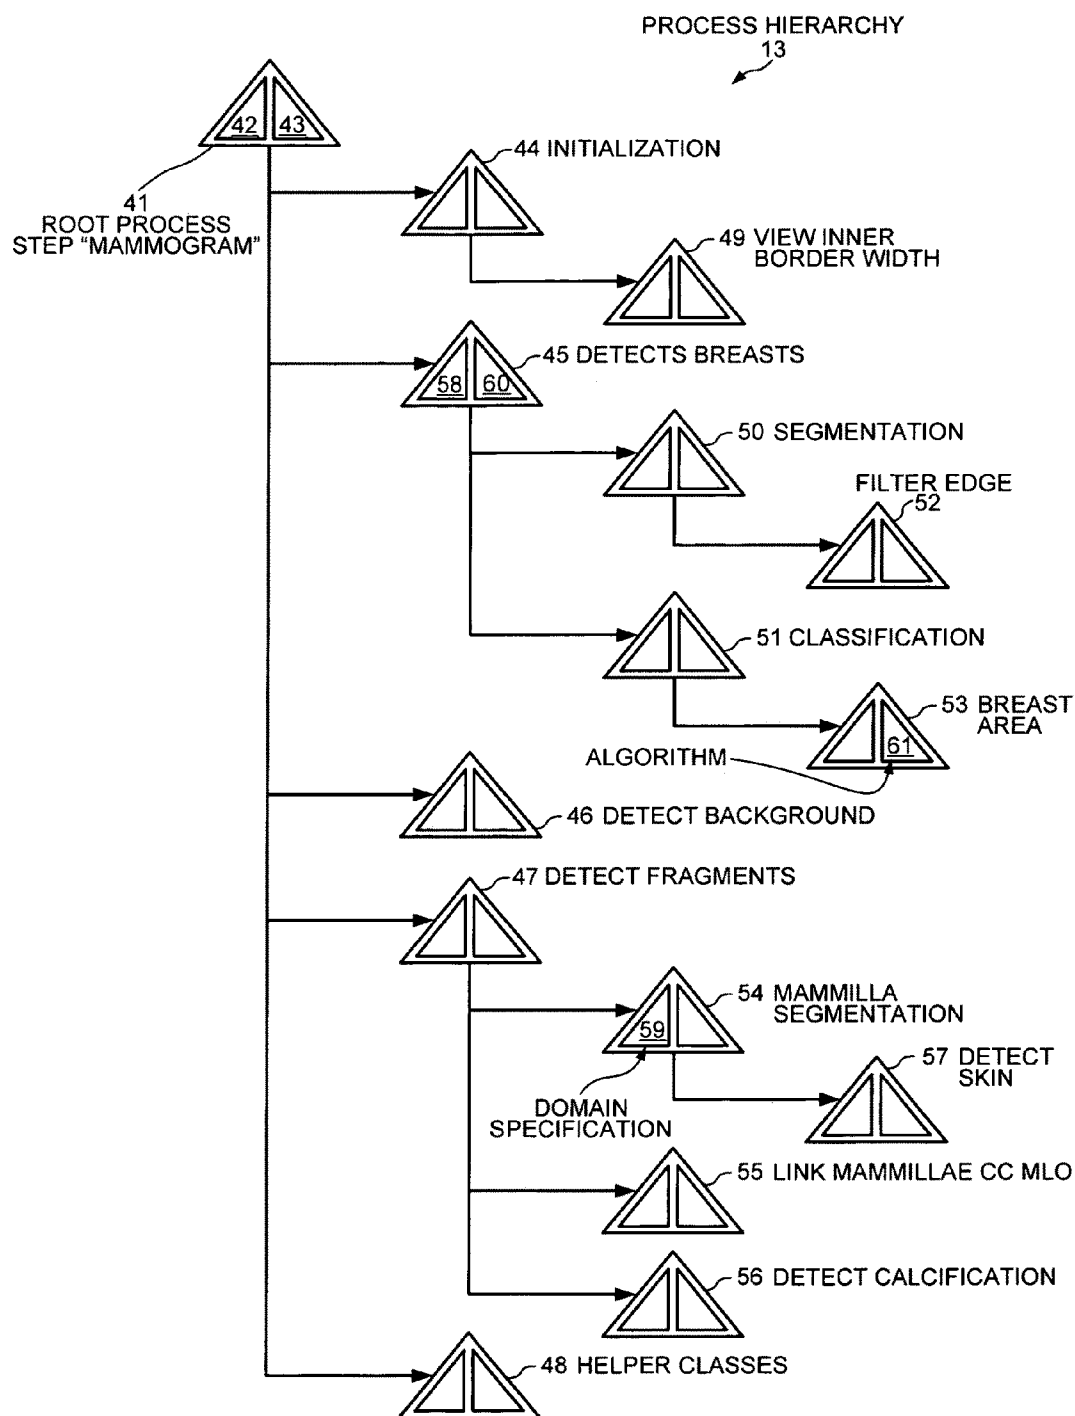 PROCESS HIERARCHY
13
42
43
44 INITIALIZATION
41
ROOT PROCESS
STEP “MAMMOGRAM”
49 VIEW INNER
BORDER WIDTH
45 DETECTS BREASTS
58
60
50 SEGMENTATION
FILTER EDGE
52
51 CLASSIFICATION
53 BREAST
AREA
61
ALGORITHM
46 DETECT BACKGROUND
47 DETECT FRAGMENTS
54 MAMMILLA
SEGMENTATION
59
57 DETECT
SKIN
DOMAIN
SPECIFICATION
55 LINK MAMMILLAE CC MLO
56 DETECT CALCIFICATION
48 HELPER CLASSES